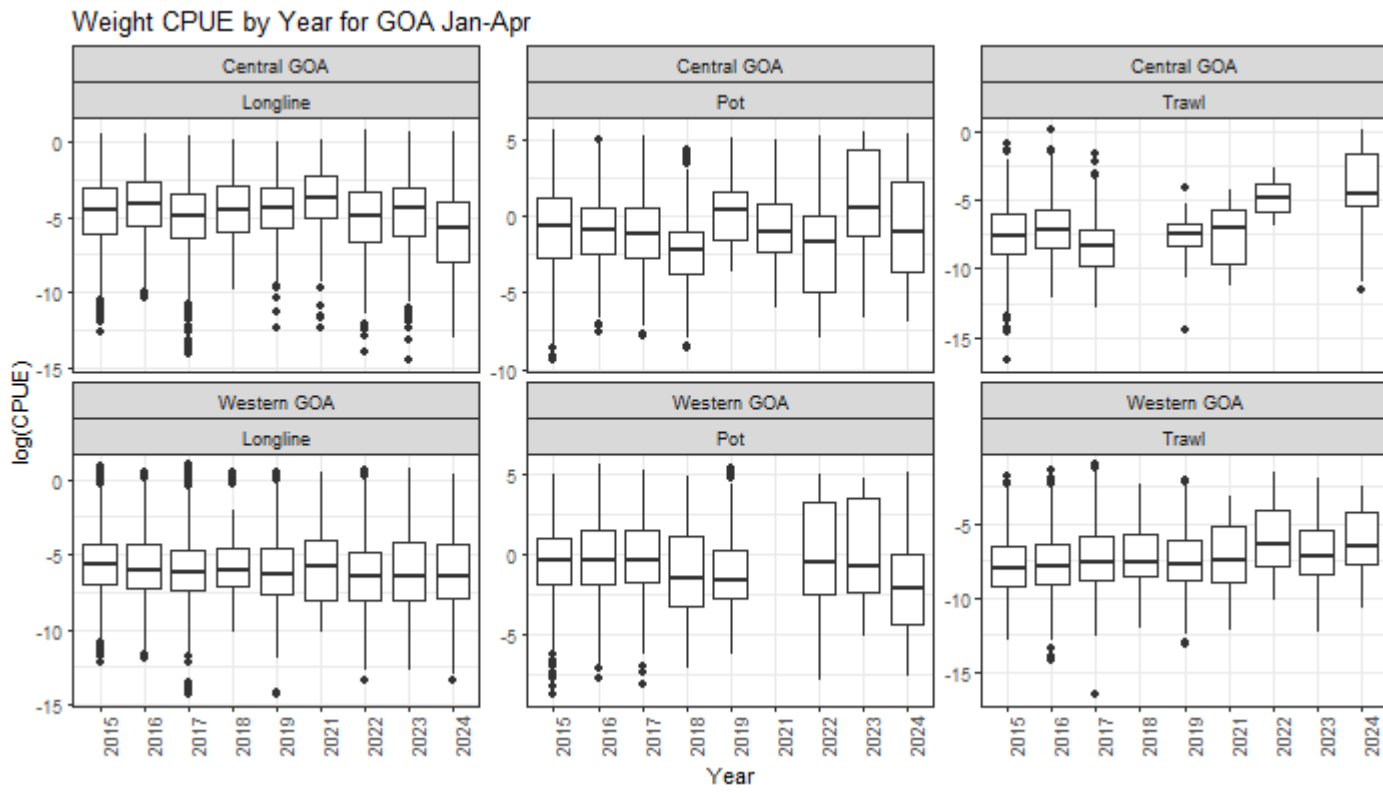 Weight CPUE by Year for GOA Jan-Apr
Central GOA
Longline
Central GOA
Pot
Central GOA
Trawl
0
-5
-10
-15
5
0
-5
-10
0
-5
-10
-15
log(CPUE)
Western GOA
Longline
Western GOA
Pot
Western GOA
Trawl
0
-5
-10
-15
5
0
-5
-5
-10
-15
2015 2016 2017 2018 2019 2021 2022 2023 2024
2015 2016 2017 2018 2019 2021 2022 2023 2024
2015 2016 2017 2018 2019 2021 2022 2023 2024
Year